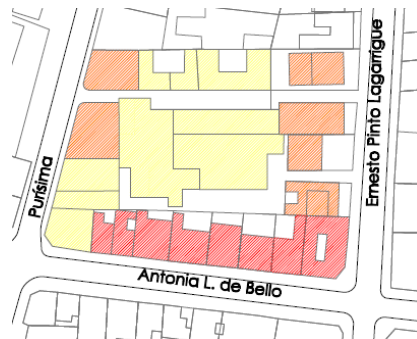 Ernesto Pinto Lagarrigue
Purísima
Antonia L. de Bello